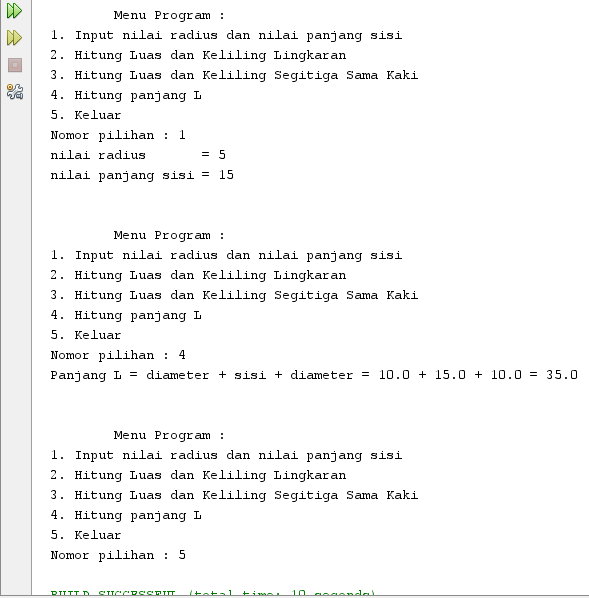 Menu Program :
1. Input nilai radius dan nilai panjang sisi
2. Hitung Luas dan Keliling Lingkaran
3. Hitung Luas dan Keliling Segitiga Sama Kaki
4. Hitung panjang L
5. Keluar
Nomor pilihan : 1
nilai radius       = 5
nilai panjang sisi = 15
Menu Program :
1. Input nilai radius dan nilai panjang sisi
2. Hitung Luas dan Keliling Lingkaran
3. Hitung Luas dan Keliling Segitiga Sama Kaki
4. Hitung panjang L
5. Keluar
Nomor pilihan : 4
Panjang L = diameter + sisi + diameter = 10.0 + 15.0 + 10.0 = 35.0
Menu Program :
1. Input nilai radius dan nilai panjang sisi
2. Hitung Luas dan Keliling Lingkaran
3. Hitung Luas dan Keliling Segitiga Sama Kaki
4. Hitung panjang L
5. Keluar
Nomor pilihan : 5
BUILD SUCCESSFUL (total time: 10 seconds)